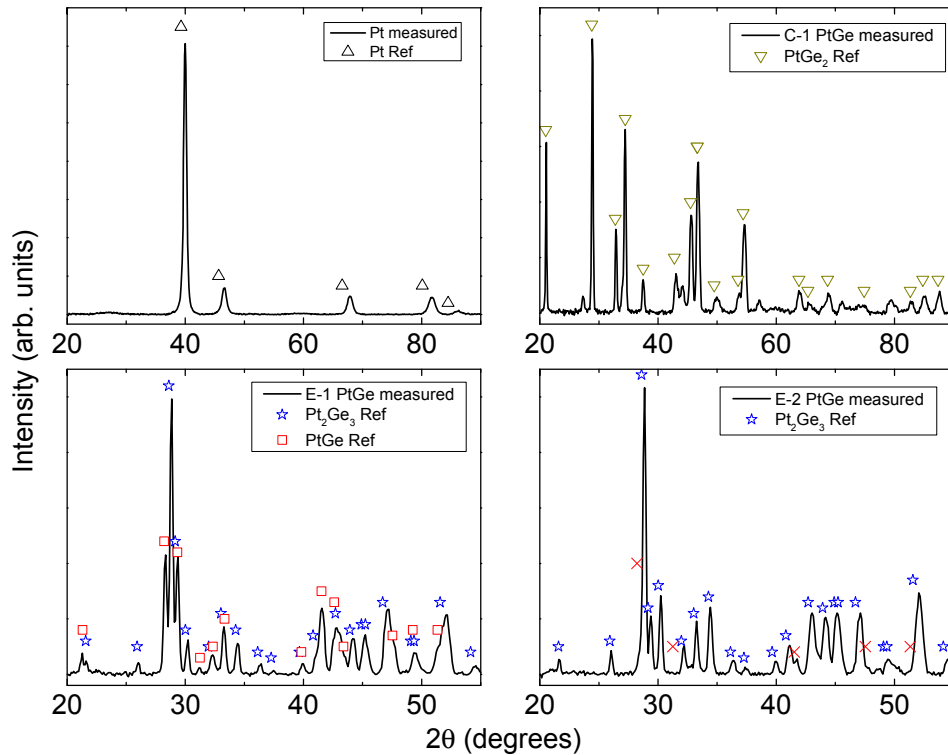 Pt measured
Pt Ref
C-1 PtGe measured
PtGe₂ Ref
20 40 60 80
20 40 60 80
Intensity (arb. units)
E-1 PtGe measured
Pt₂Ge₃ Ref
PtGe Ref
E-2 PtGe measured
Pt₂Ge₃ Ref
20 30 40 50
20 30 40 50
2θ (degrees)